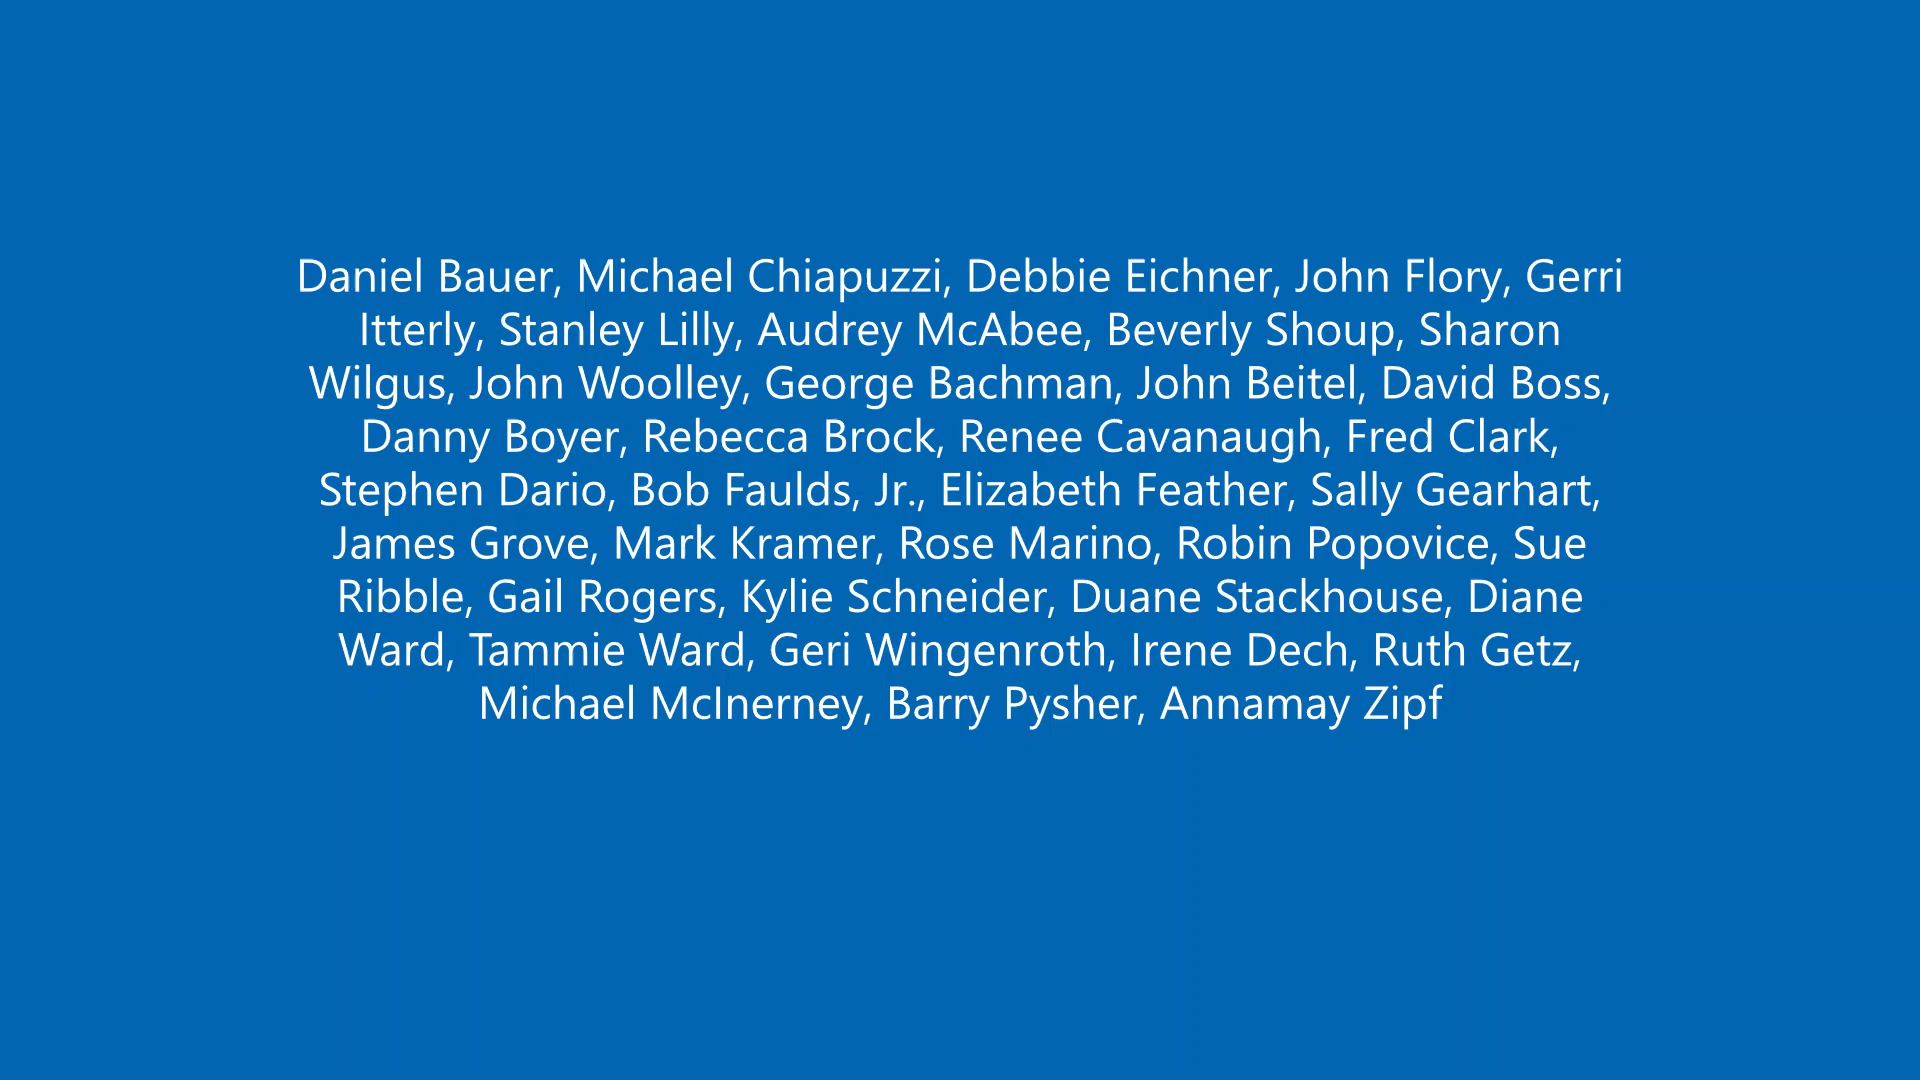 Daniel Bauer, Michael Chiapuzzi, Debbie Eichner, John Flory, Gerri
Itterly, Stanley Lilly, Audrey McAbee, Beverly Shoup, Sharon
Wilgus, John Woolley, George Bachman, John Beitel, David Boss,
Danny Boyer, Rebecca Brock, Renee Cavanaugh, Fred Clark,
Stephen Dario, Bob Faulds, Jr., Elizabeth Feather, Sally Gearhart,
James Grove, Mark Kramer, Rose Marino, Robin Popovice, Sue
Ribble, Gail Rogers, Kylie Schneider, Duane Stackhouse, Diane
Ward, Tammie Ward, Geri Wingenroth, Irene Dech, Ruth Getz,
Michael McInerney, Barry Pysher, Annamay Zipf